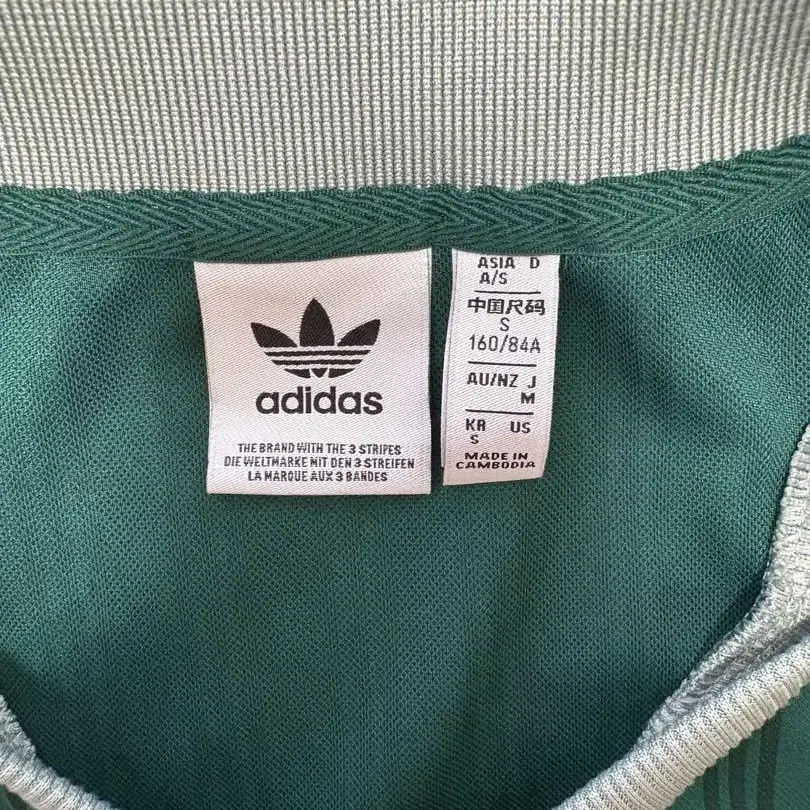 adidas
THE BRAND WITH THE 3 STRIPES
DIE WELTMARKE MIT DEN 3 STREIFEN
LA MARQUE AUX 3 BANDES
ASIA D
A/S
中国尺码
S
160/84A
AU/NZ J
M
KR US
S
MADE IN
CAMBODIA